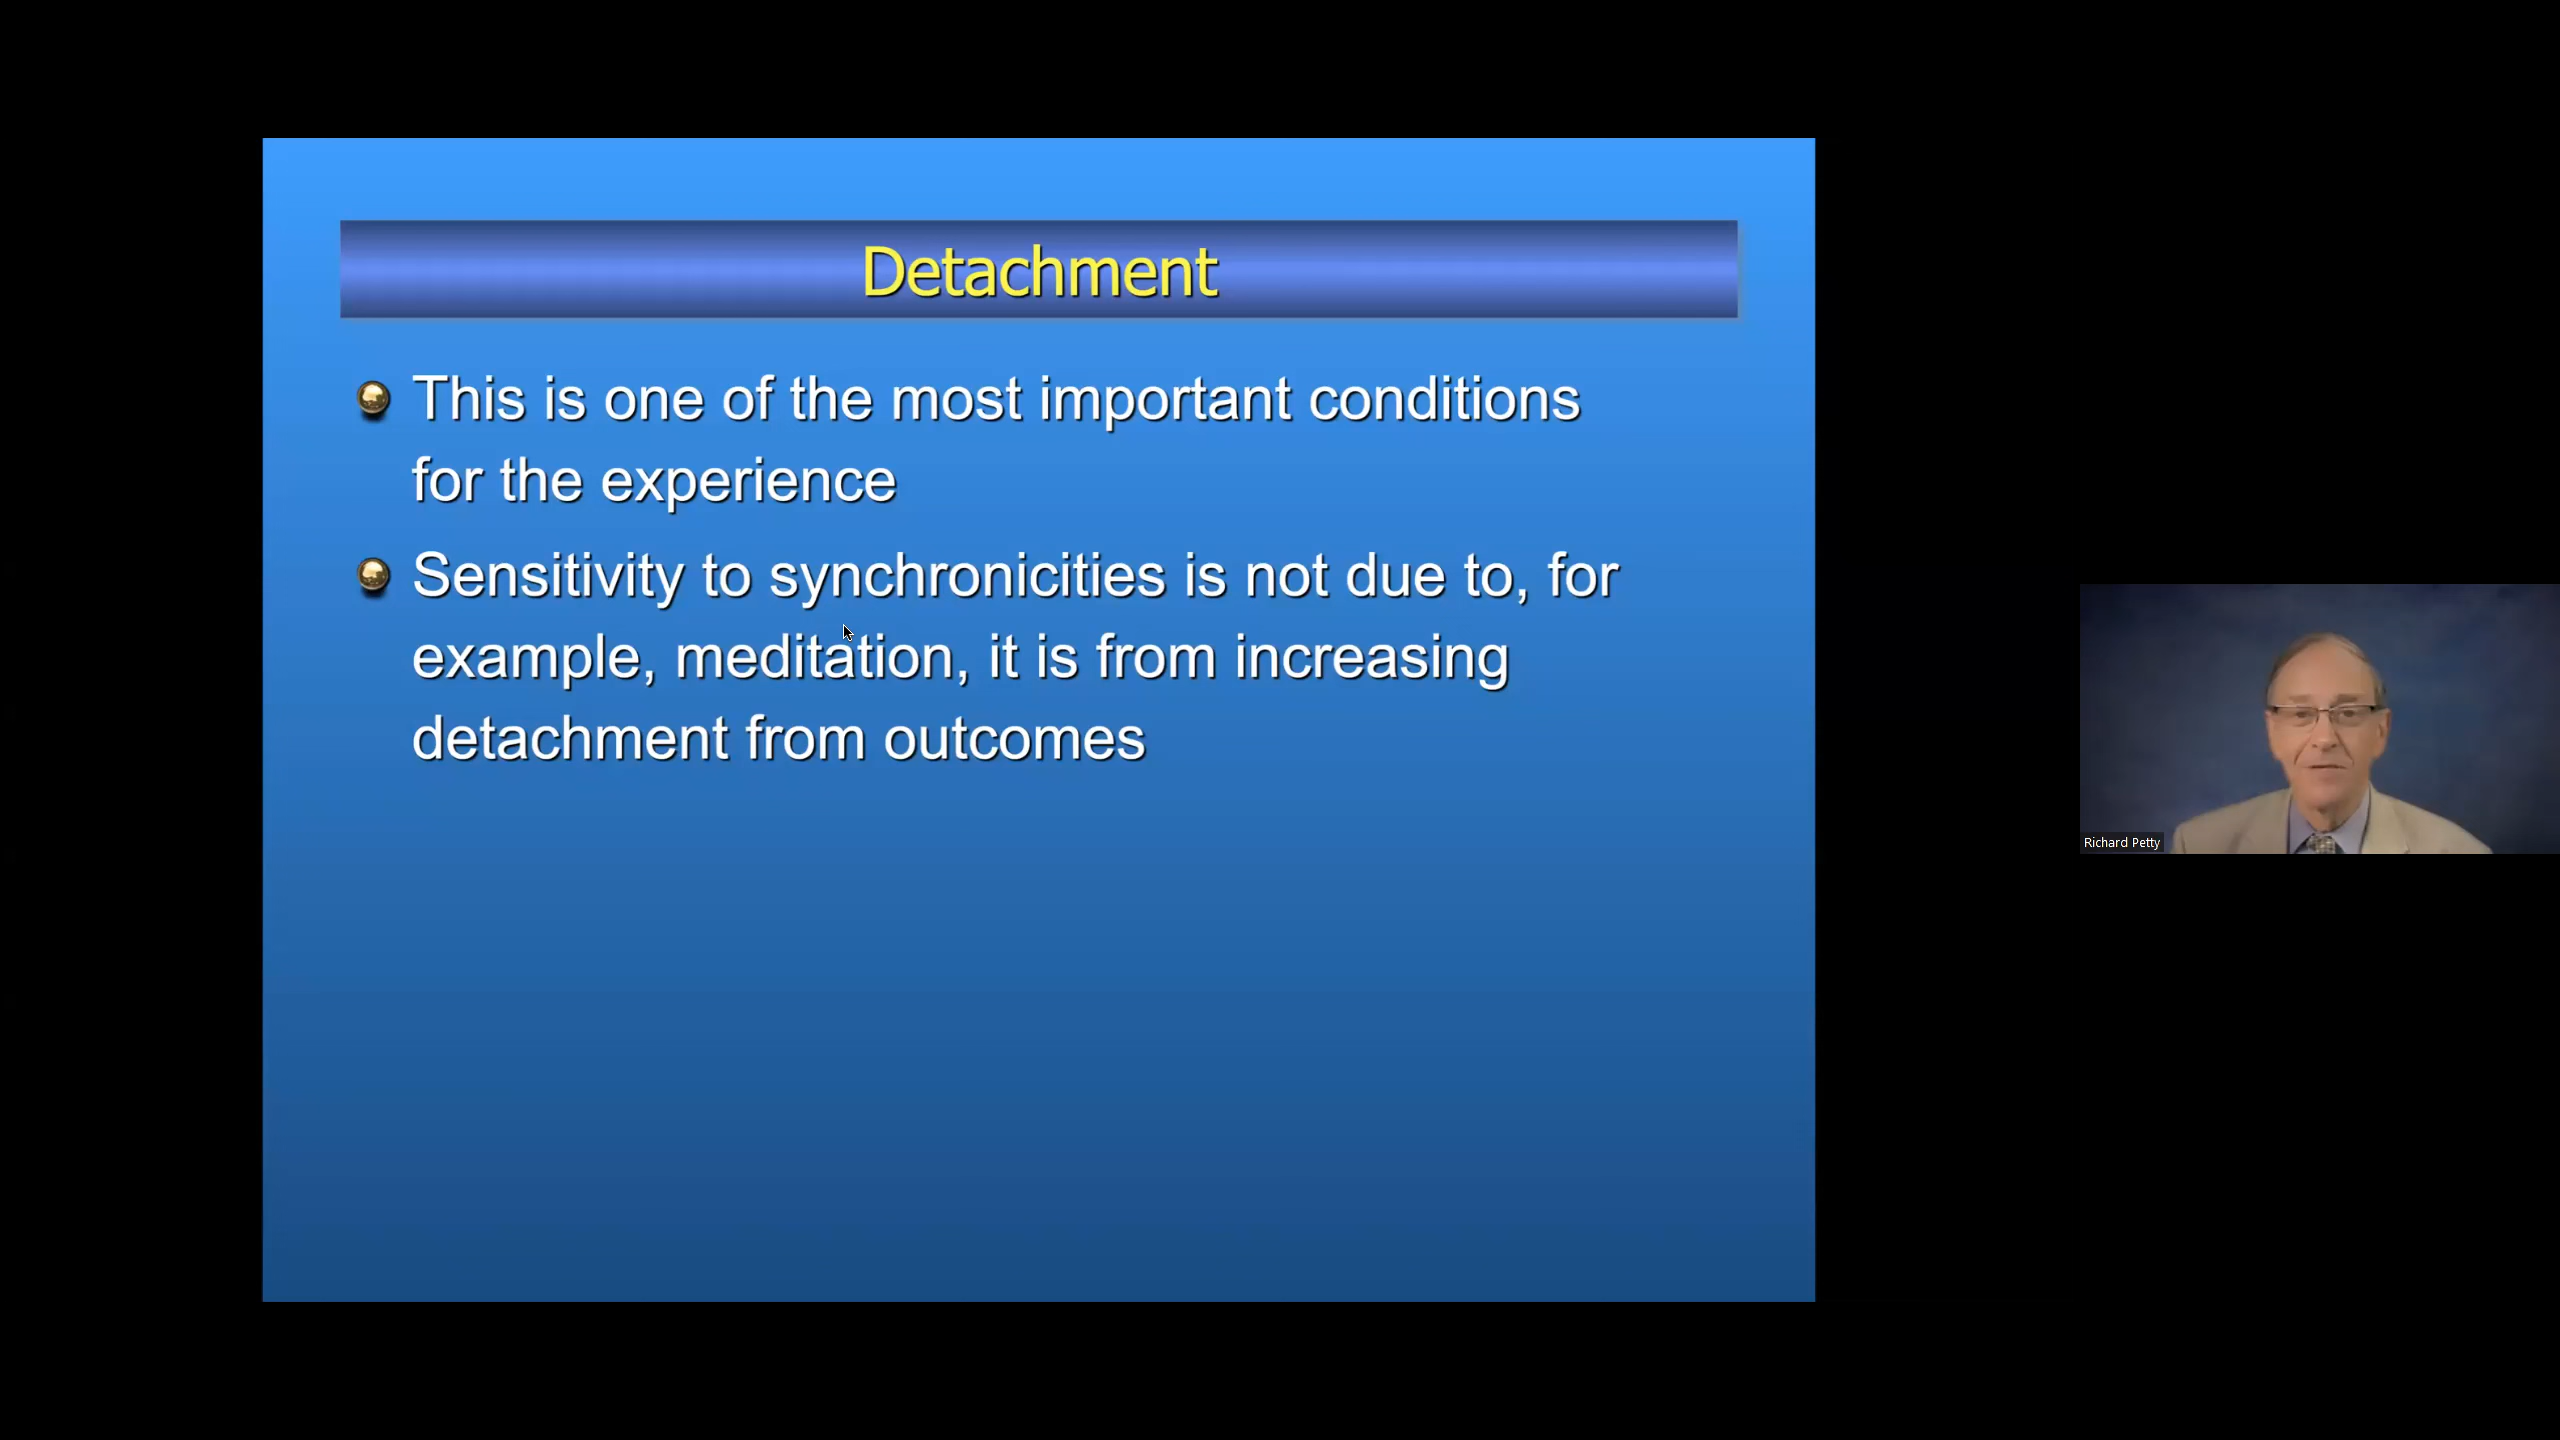 Detachment
This is one of the most important conditions
for the experience
Sensitivity to synchronicities is not due to, for
example, meditation, it is from increasing
detachment from outcomes
Richard Petty